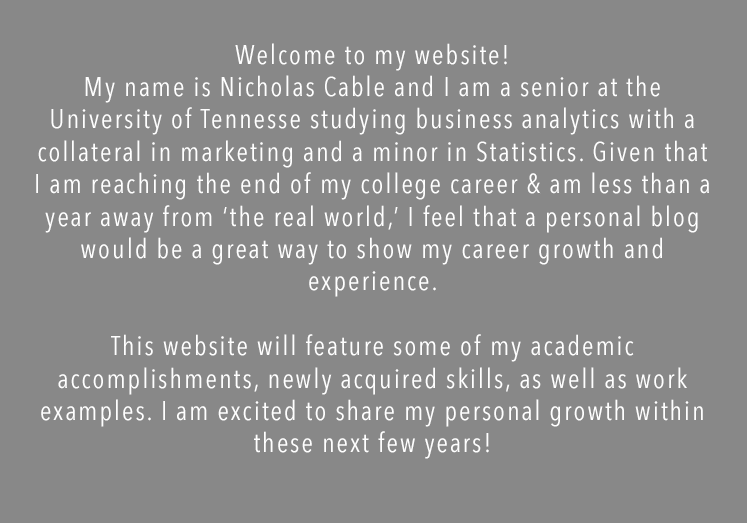 Welcome to my website!
My name is Nicholas Cable and I am a senior at the
University of Tennesse studying business analytics with a
collateral in marketing and a minor in Statistics. Given that
I am reaching the end of my college career & am less than a
year away from ‘the real world,’ I feel that a personal blog
would be a great way to show my career growth and
experience.
This website will feature some of my academic
accomplishments, newly acquired skills, as well as work
examples. I am excited to share my personal growth within
these next few years!